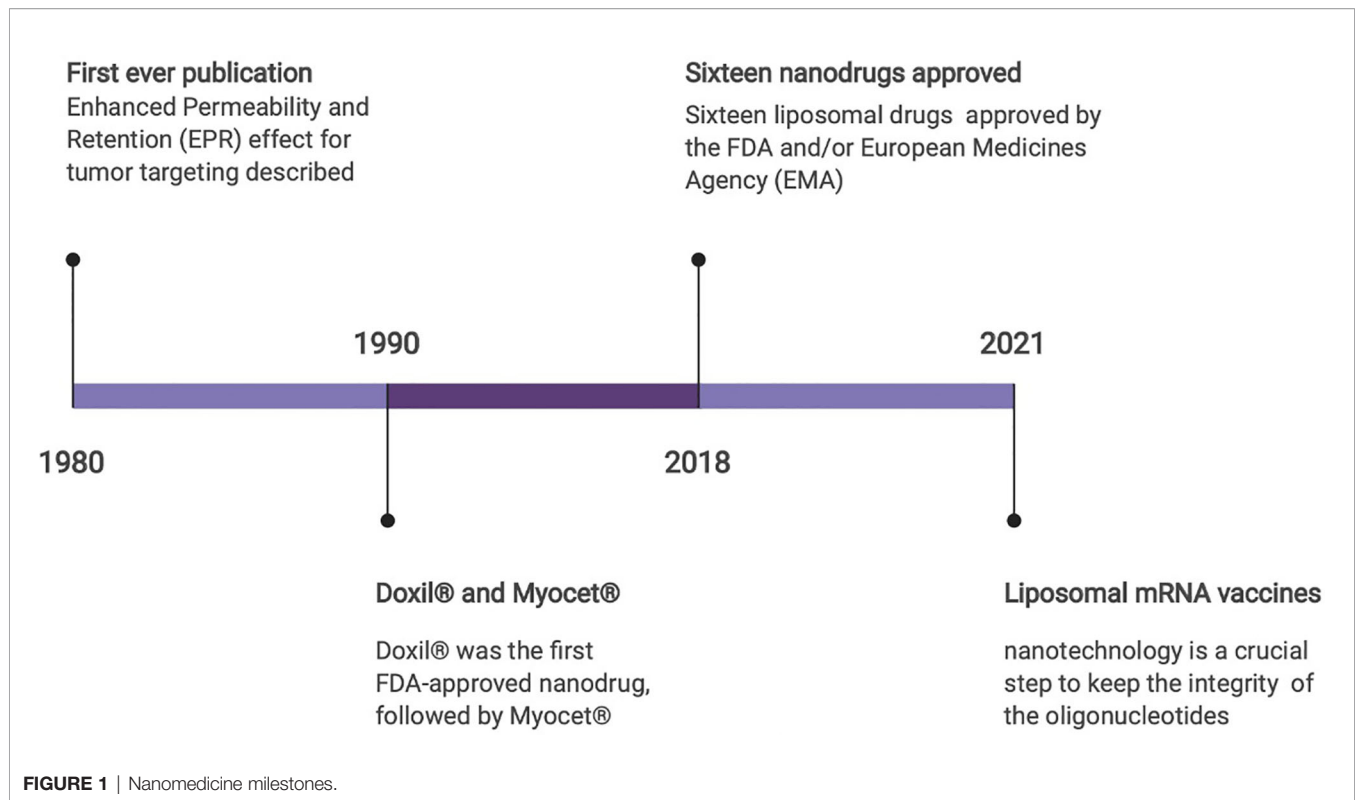 First ever publication
Enhanced Permeability and
Retention (EPR) effect for
tumor targeting described
Sixteen nanodrugs approved
Sixteen liposomal drugs approved by
the FDA and/or European Medicines
Agency (EMA)
1990
2021
1980
2018
Doxil® and Myocet®
Doxil® was the first
FDA-approved nanodrug,
followed by Myocet®
Liposomal mRNA vaccines
nanotechnology is a crucial
step to keep the integrity of
the oligonucleotides
FIGURE 1 | Nanomedicine milestones.